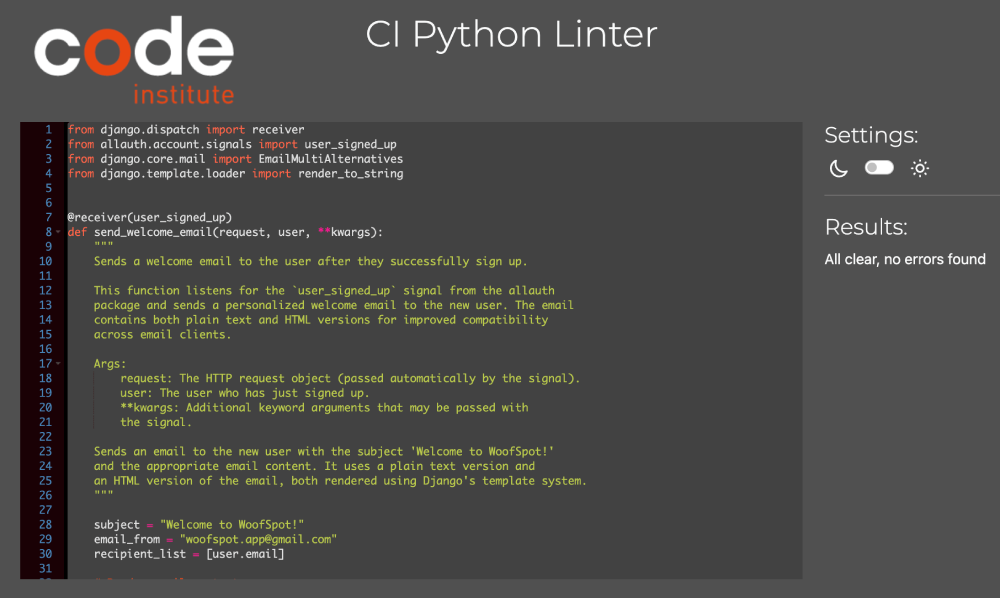 code
institute
CI Python Linter
1 from django.dispatch import receiver
2 from allauth.account.signals import user_signed_up
3 from django.core.mail import EmailMultiAlternatives
4 from django.template.loader import render_to_string
5
6
7 @receiver(user_signed_up)
8 def send_welcome_email(request, user, **kwargs):
9 """
10 Sends a welcome email to the user after they successfully sign up.
11
12 This function listens for the `user_signed_up` signal from the allauth
13 package and sends a personalized welcome email to the new user. The email
14 contains both plain text and HTML versions for improved compatibility
15 across email clients.
16
17 Args:
18 request: The HTTP request object (passed automatically by the signal).
19 user: The user who has just signed up.
20 **kwargs: Additional keyword arguments that may be passed with
21 the signal.
22
23 Sends an email to the new user with the subject 'Welcome to WoofSpot!'
24 and the appropriate email content. It uses a plain text version and
25 an HTML version of the email, both rendered using Django's template system.
26 """
27
28 subject = "Welcome to WoofSpot!"
29 email_from = "woofspot.app@gmail.com"
30 recipient_list = [user.email]
31
Settings:
Results:
All clear, no errors found